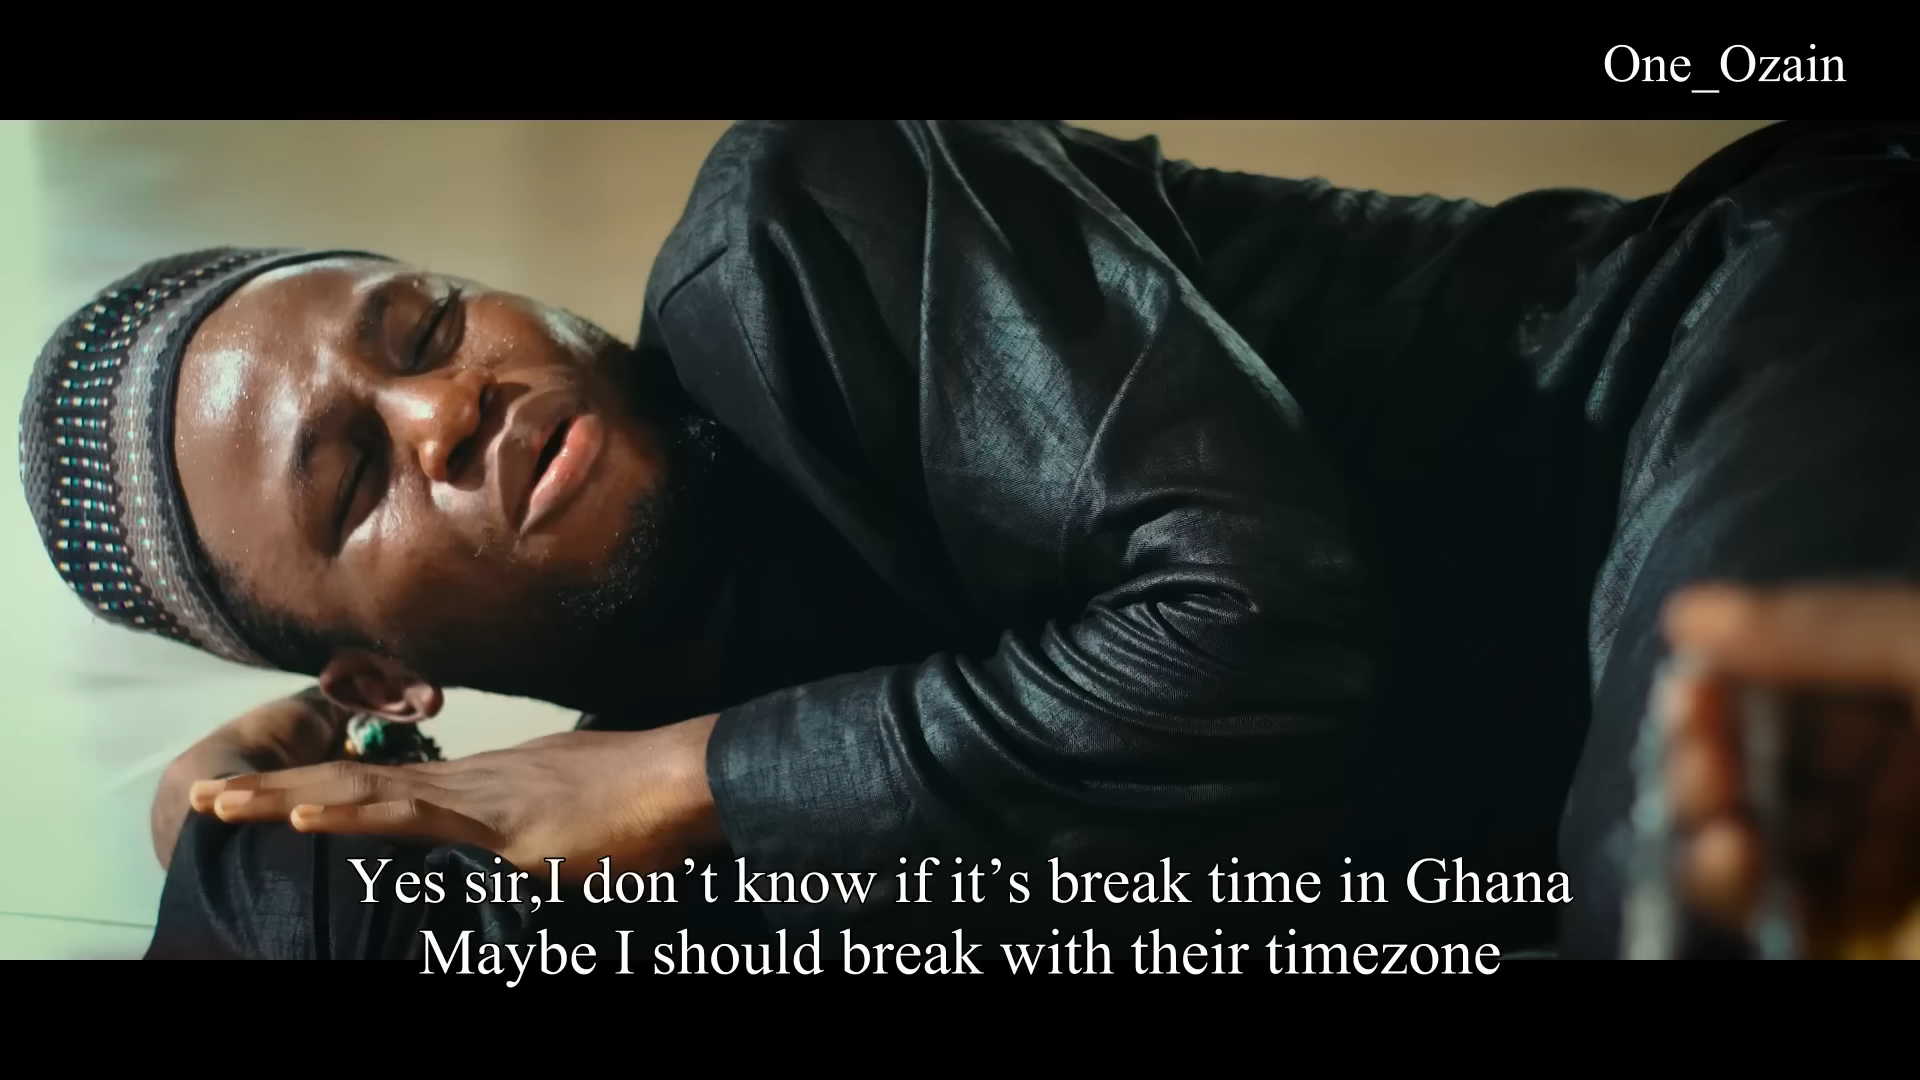 One_Ozain
Yes sir,I don’t know if it’s break time in Ghana
Maybe I should break with their timezone